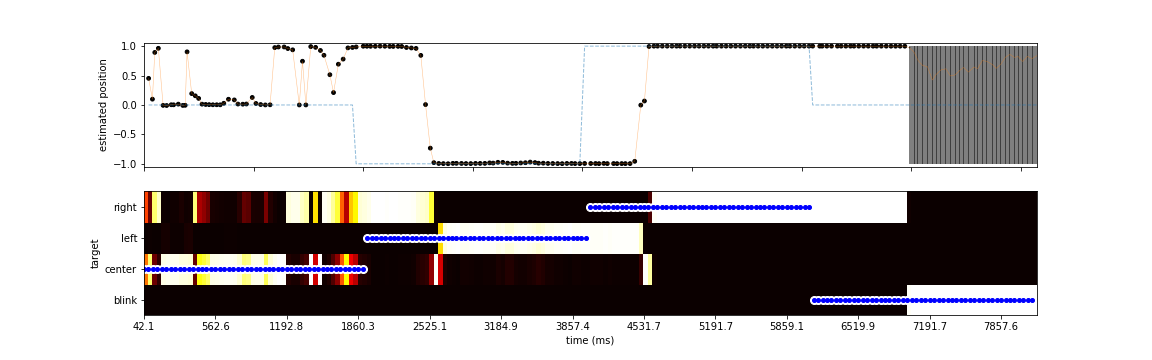 estimated position
1.0
0.5
0.0
−0.5
−1.0
target
right
left
center
blink
42.1 562.6 1192.8 1860.3 2525.1 3184.9 3857.4 4531.7 5191.7 5859.1 6519.9 7191.7 7857.6
time (ms)